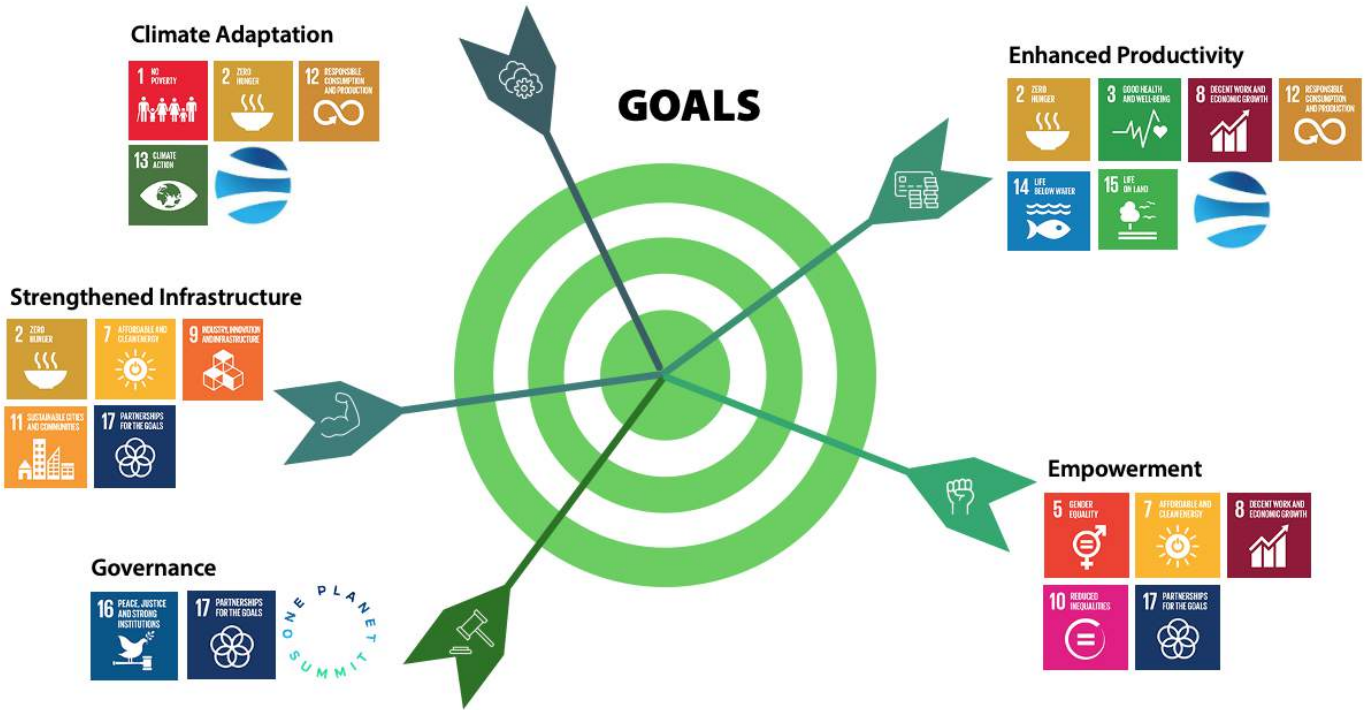 GOALS
Climate Adaptation
1 NO
POVERTY
2 ZERO
HUNGER
12 RESPONSIBLE
CONSUMPTION
AND PRODUCTION
13 CLIMATE
ACTION
Enhanced Productivity
2 ZERO
HUNGER
3 GOOD HEALTH
AND WELL-BEING
8 DECENT WORK AND
ECONOMIC GROWTH
12 RESPONSIBLE
CONSUMPTION
AND PRODUCTION
14 LIFE
BELOW WATER
15 LIFE
ON LAND
Strengthened Infrastructure
2 ZERO
HUNGER
7 AFFORDABLE AND
CLEAN ENERGY
9 INDUSTRY, INNOVATION
AND INFRASTRUCTURE
11 SUSTAINABLE CITIES
AND COMMUNITIES
17 PARTNERSHIPS
FOR THE GOALS
Empowerment
5 GENDER
EQUALITY
7 AFFORDABLE AND
CLEAN ENERGY
8 DECENT WORK AND
ECONOMIC GROWTH
10 REDUCED
INEQUALITIES
17 PARTNERSHIPS
FOR THE GOALS
Governance
16 PEACE, JUSTICE
AND STRONG
INSTITUTIONS
17 PARTNERSHIPS
FOR THE GOALS
ONE PLANET
SUMMIT